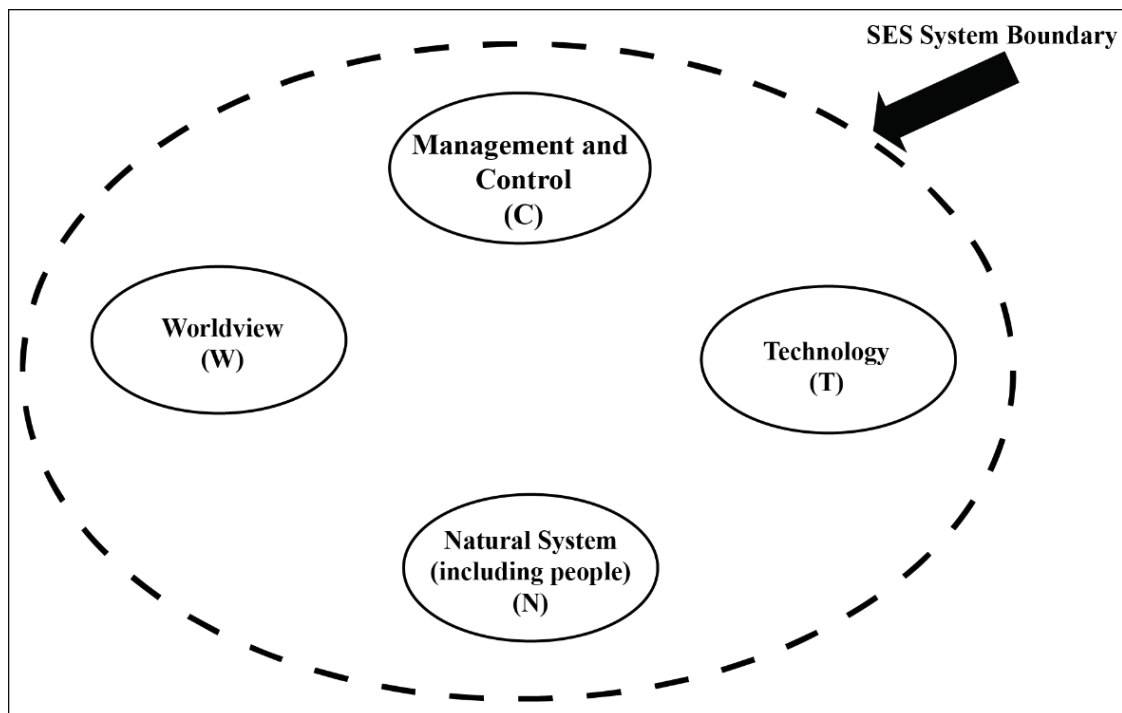 SES System Boundary
Management and
Control
(C)
Worldview
(W)
Technology
(T)
Natural System
(including people)
(N)